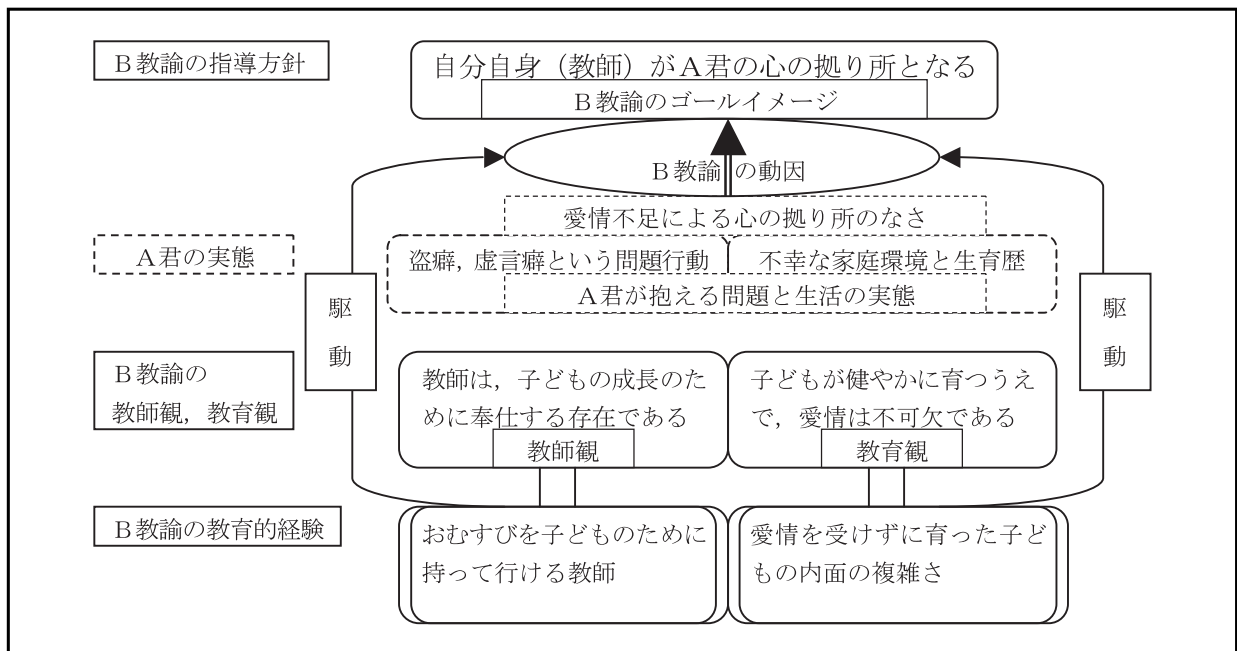 B教諭の指導方針
自分自身（教師）がA君の心の拠り所となる
B教諭のゴールイメージ
B教諭の動因
愛情不足による心の拠り所のなさ
A君の実態
盗癖，虚言癖という問題行動
不幸な家庭環境と生育歴
A君が抱える問題と生活の実態
駆
動
駆
動
B教諭の
教師観，教育観
教師は，子どもの成長のた
めに奉仕する存在である
教師観
子どもが健やかに育つうえ
で，愛情は不可欠である
教育観
B教諭の教育的経験
おむすびを子どものために
持って行ける教師
愛情を受けずに育った子ど
もの内面の複雑さ